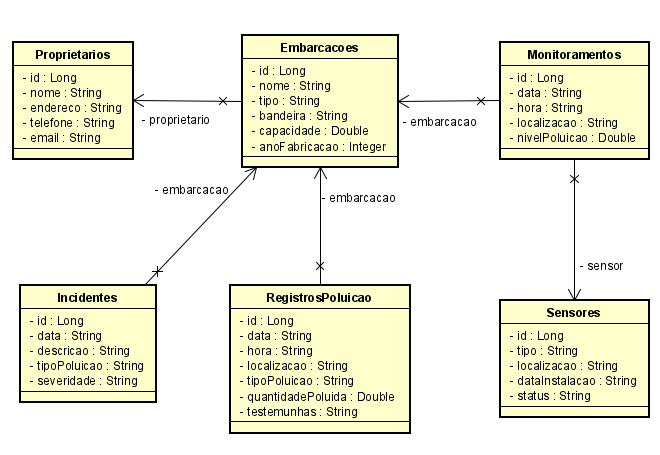 Proprietarios
- id : Long
- nome : String
- endereco : String
- telefone : String
- email : String
- proprietario
Embarcacoes
- id : Long
- nome : String
- tipo : String
- bandeira : String
- capacidade : Double
- anoFabricacao : Integer
- embarcacao
Monitoramentos
- id : Long
- data : String
- hora : String
- localizacao : String
- nivelPoluicao : Double
- embarcacao
- embarcacao
- sensor
Incidentes
- id : Long
- data : String
- descricao : String
- tipoPoluicao : String
- severidade : String
RegistrosPoluicao
- id : Long
- data : String
- hora : String
- localizacao : String
- tipoPoluicao : String
- quantidadePoluida : Double
- testemunhas : String
Sensores
- id : Long
- tipo : String
- localizacao : String
- dataInstalacao : String
- status : String